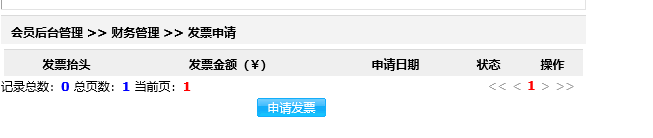 会员后台管理 >> 财务管理 >> 发票申请
发票抬头 发票金额（￥） 申请日期 状态 操作
记录总数：0 总页数：1 当前页：1 << < 1 > >>
申请发票